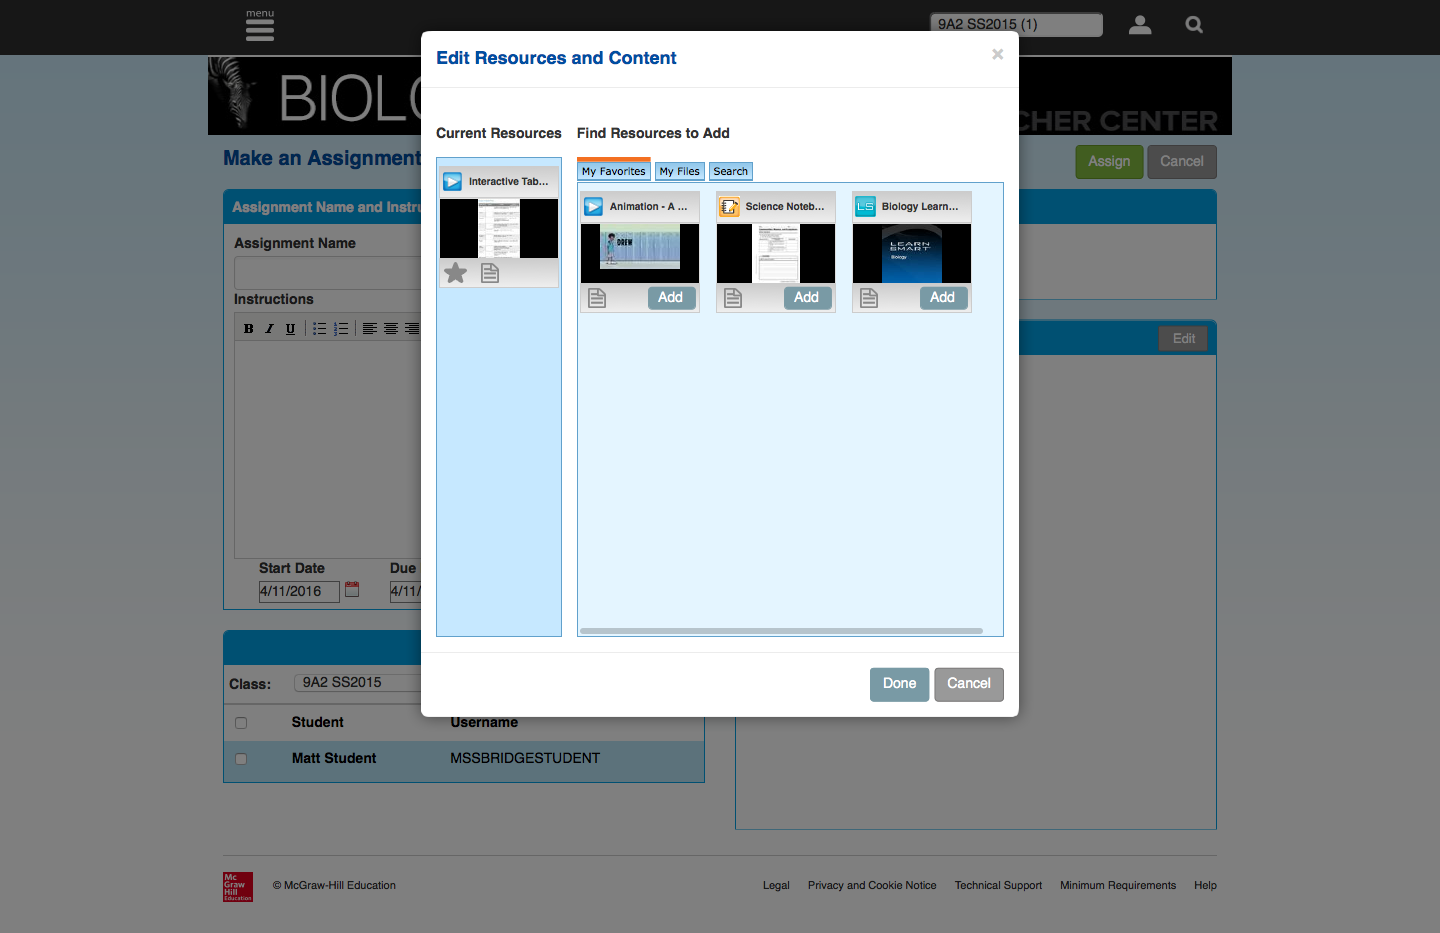 menu
9A2 SS2015 (1)
Edit Resources and Content
×
BIOLO
CHER CENTER
Current Resources
Find Resources to Add
Make an Assignment
Assign
Cancel
My Favorites
My Files
Search
Interactive Tab...
Animation - A ...
Science Noteb...
Biology Learn...
LS
DREW
LEARN
SMART
Biology
Add
Add
Add
Assignment Name and Instru
Assignment Name
Instructions
B I U
Edit
Start Date
Due
4/11/2016
4/11/
Done
Cancel
Class:
9A2 SS2015
Student
Username
Matt Student
MSSBRIDGESTUDENT
Mc
Graw
Hill
Education
© McGraw-Hill Education
Legal
Privacy and Cookie Notice
Technical Support
Minimum Requirements
Help